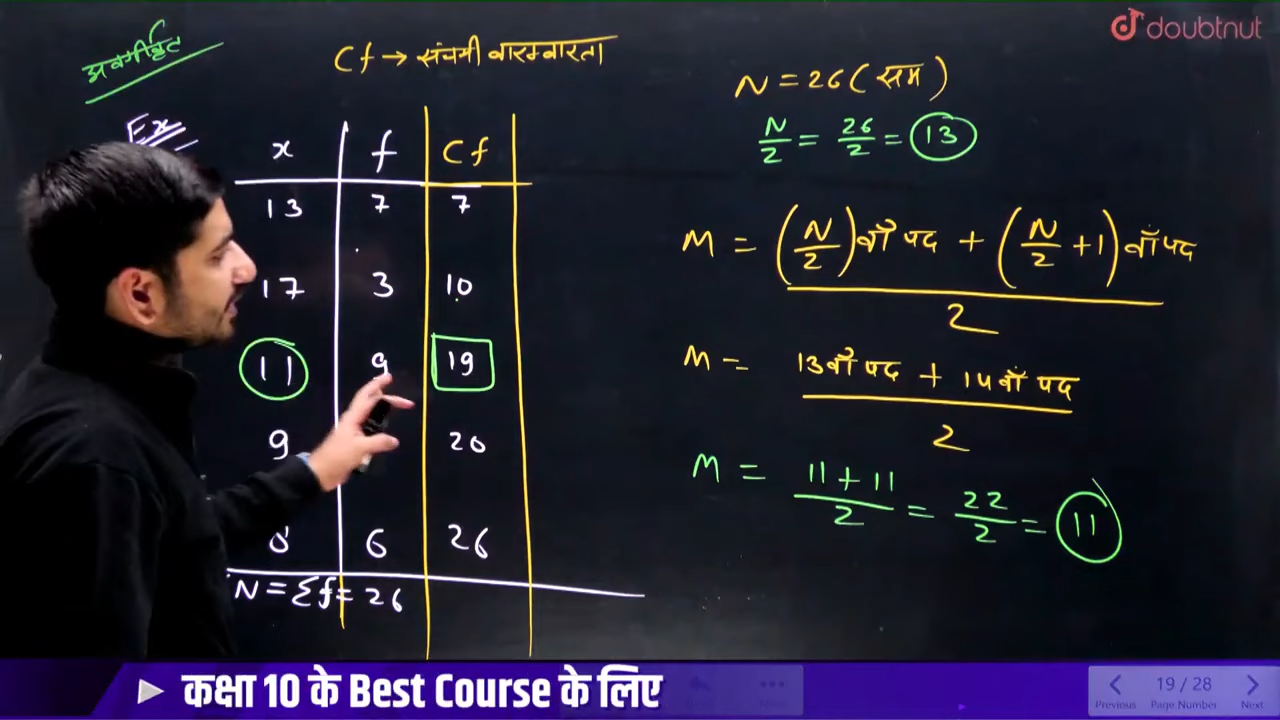 doubtnut
अवर्गीकृत
Cf → संचयी बारम्बारता
Ex
x f Cf
13 7 7
17 3 10
11 9 19
9 20
8 6 26
N = Σf = 26
N = 26 (सम)
N/2 = 26/2 = 13
M = (N/2)वाँ पद + (N/2 + 1)वाँ पद
2
M = 13वाँ पद + 14वाँ पद
2
M = 11 + 11/2 = 22/2 = 11
कक्षा 10 के Best Course के लिए
19 / 28
Previous Page Number Next